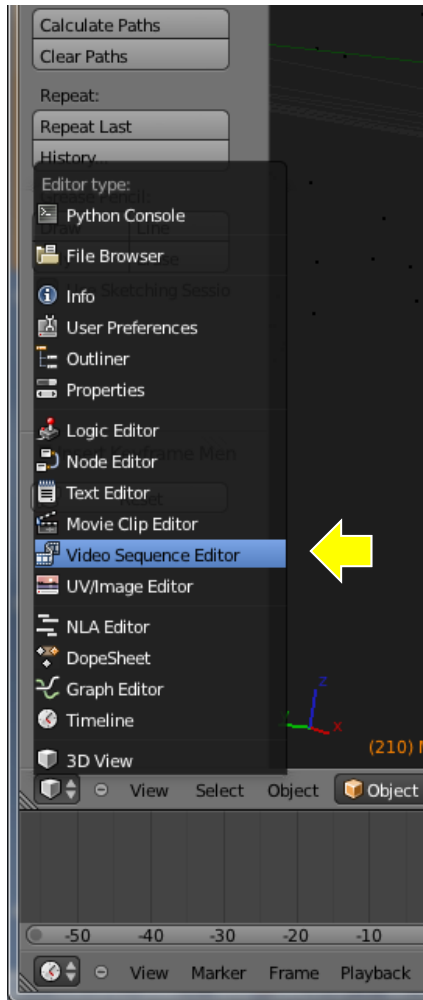 Calculate Paths
Clear Paths
Repeat:
Repeat Last
History...
Editor type:
Python Console
File Browser
Info
User Preferences
Outliner
Properties
Logic Editor
Node Editor
Text Editor
Movie Clip Editor
Video Sequence Editor
UV/Image Editor
NLA Editor
DopeSheet
Graph Editor
Timeline
3D View
z
x
(210)
View Select Object Object
-50 -40 -30 -20 -10
View Marker Frame Playback